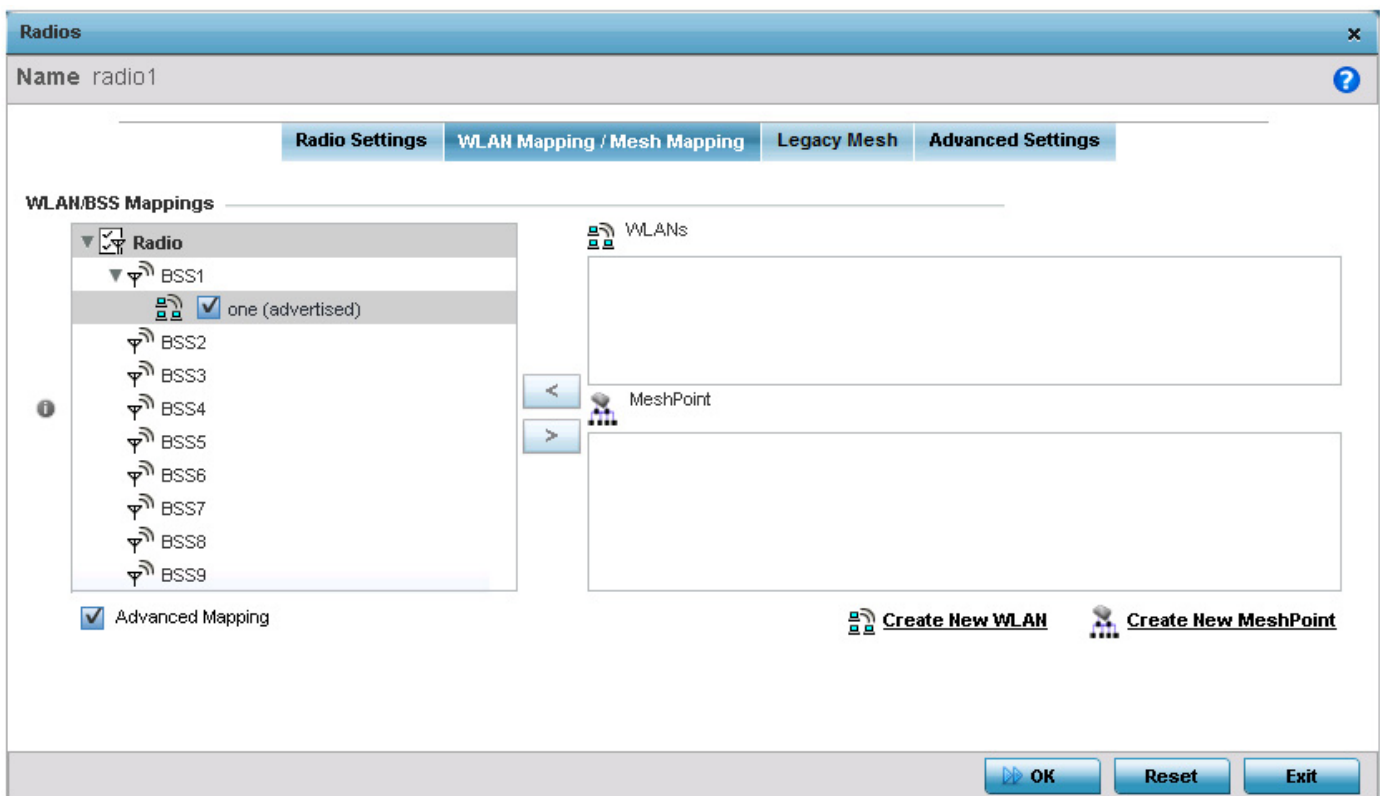 Radios
Name radio1
Radio Settings WLAN Mapping / Mesh Mapping Legacy Mesh Advanced Settings
WLAN/BSS Mappings
Radio
BSS1
one (advertised)
BSS2
BSS3
BSS4
BSS5
BSS6
BSS7
BSS8
BSS9
Advanced Mapping
<
>
WLANs
MeshPoint
Create New WLAN Create New MeshPoint
OK Reset Exit